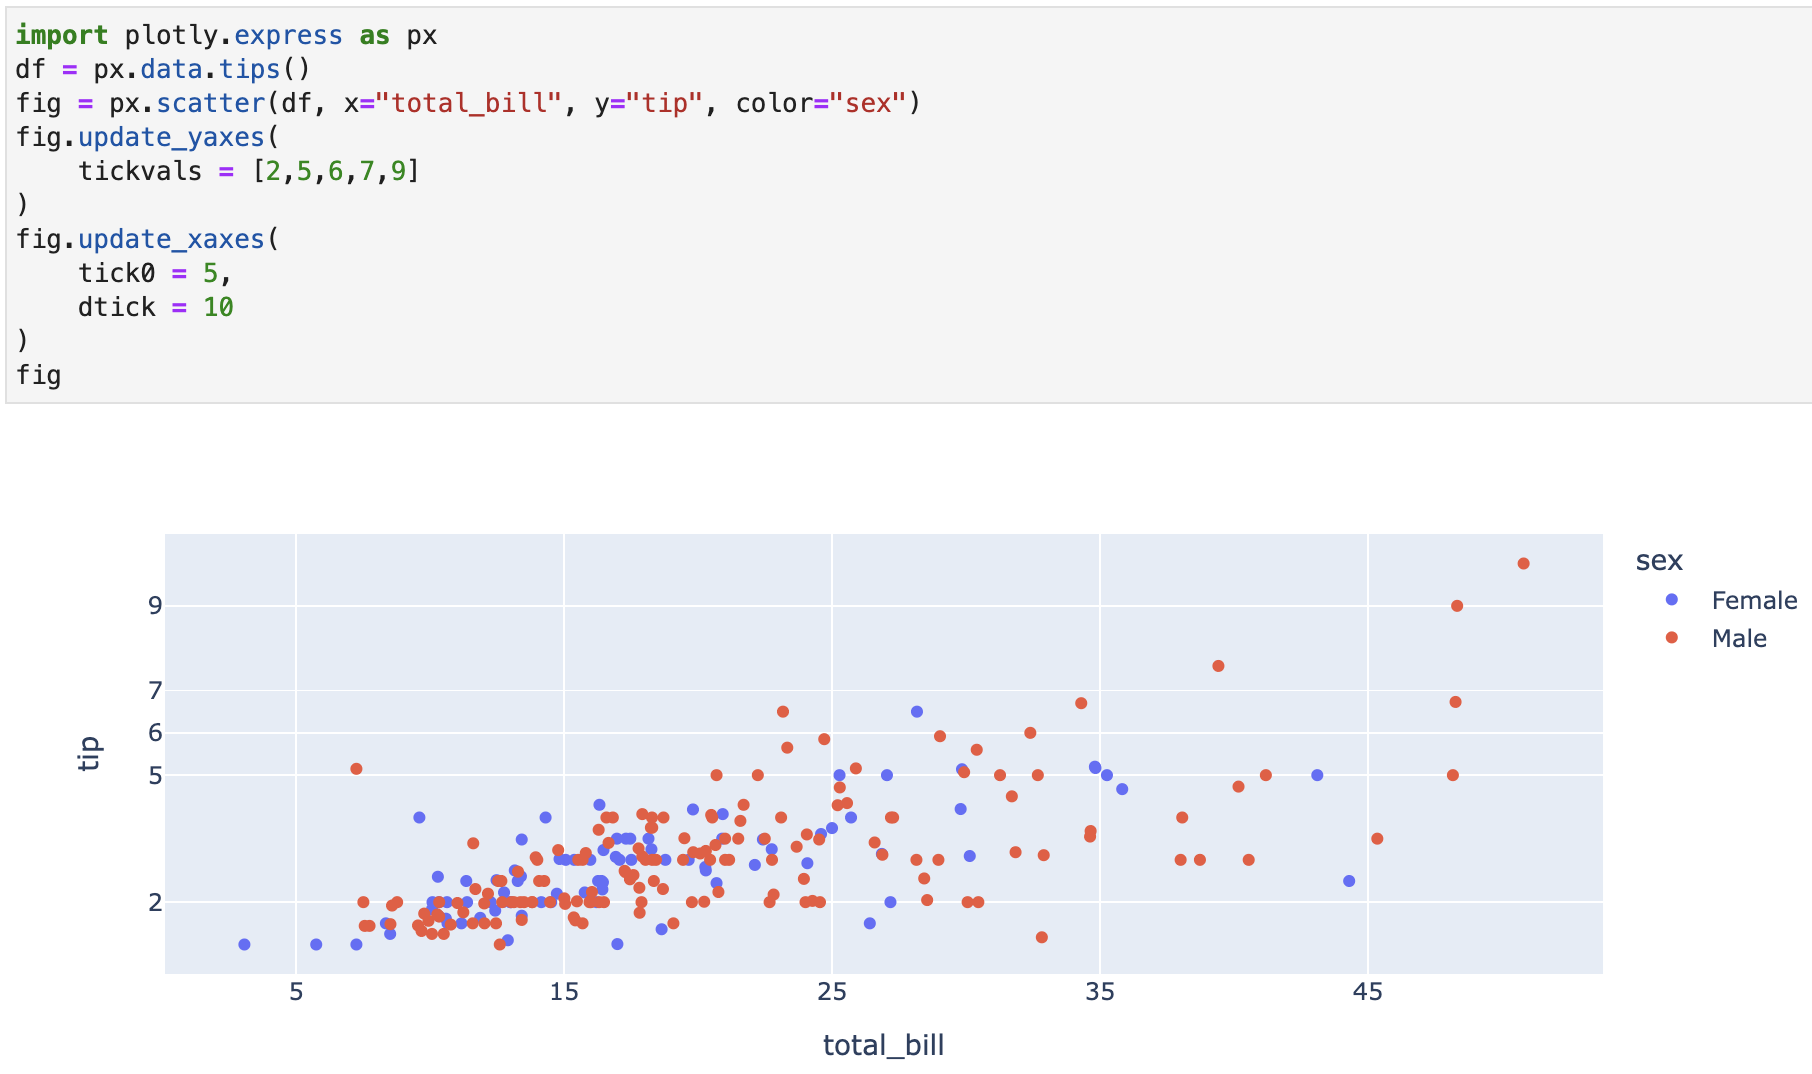 import plotly.express as px
df = px.data.tips()
fig = px.scatter(df, x="total_bill", y="tip", color="sex")
fig.update_yaxes(
    tickvals = [2,5,6,7,9]
)
fig.update_xaxes(
    tick0 = 5,
    dtick = 10
)
fig
sex
Female
Male
9
7
6
5
2
tip
5 15 25 35 45
total_bill